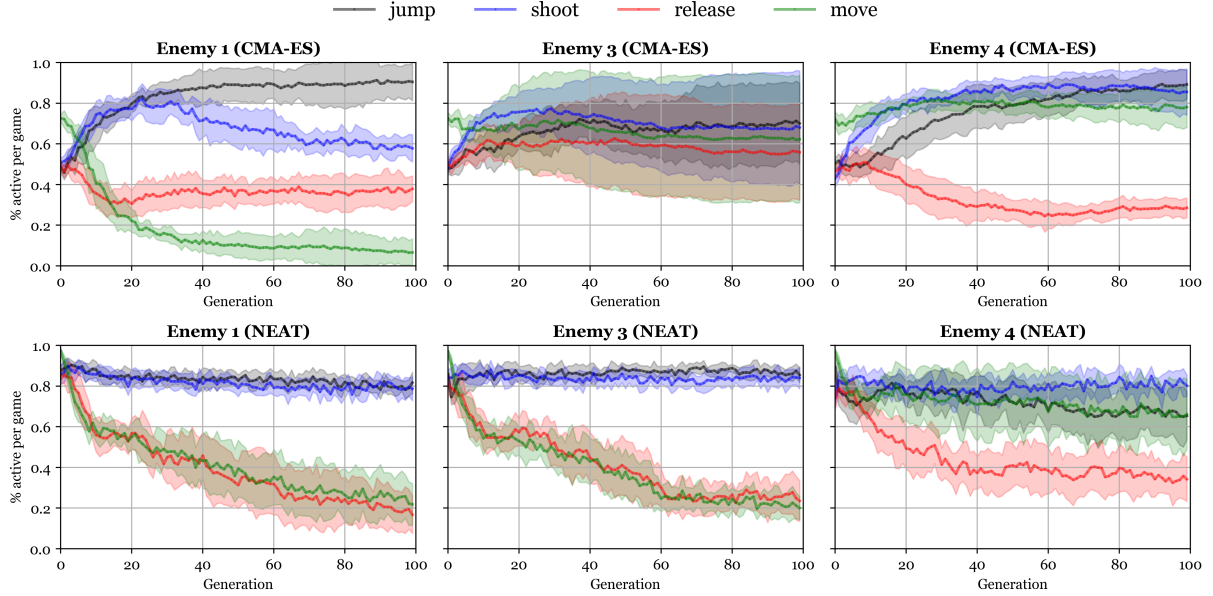 jump shoot release move
Enemy 1 (CMA-ES) Enemy 3 (CMA-ES) Enemy 4 (CMA-ES)
% active per game
1.0
0.8
0.6
0.4
0.2
0.0
0 20 40 60 80 100 0 20 40 60 80 100 0 20 40 60 80 100
Generation Generation Generation
Enemy 1 (NEAT) Enemy 3 (NEAT) Enemy 4 (NEAT)
% active per game
1.0
0.8
0.6
0.4
0.2
0.0
0 20 40 60 80 100 0 20 40 60 80 100 0 20 40 60 80 100
Generation Generation Generation